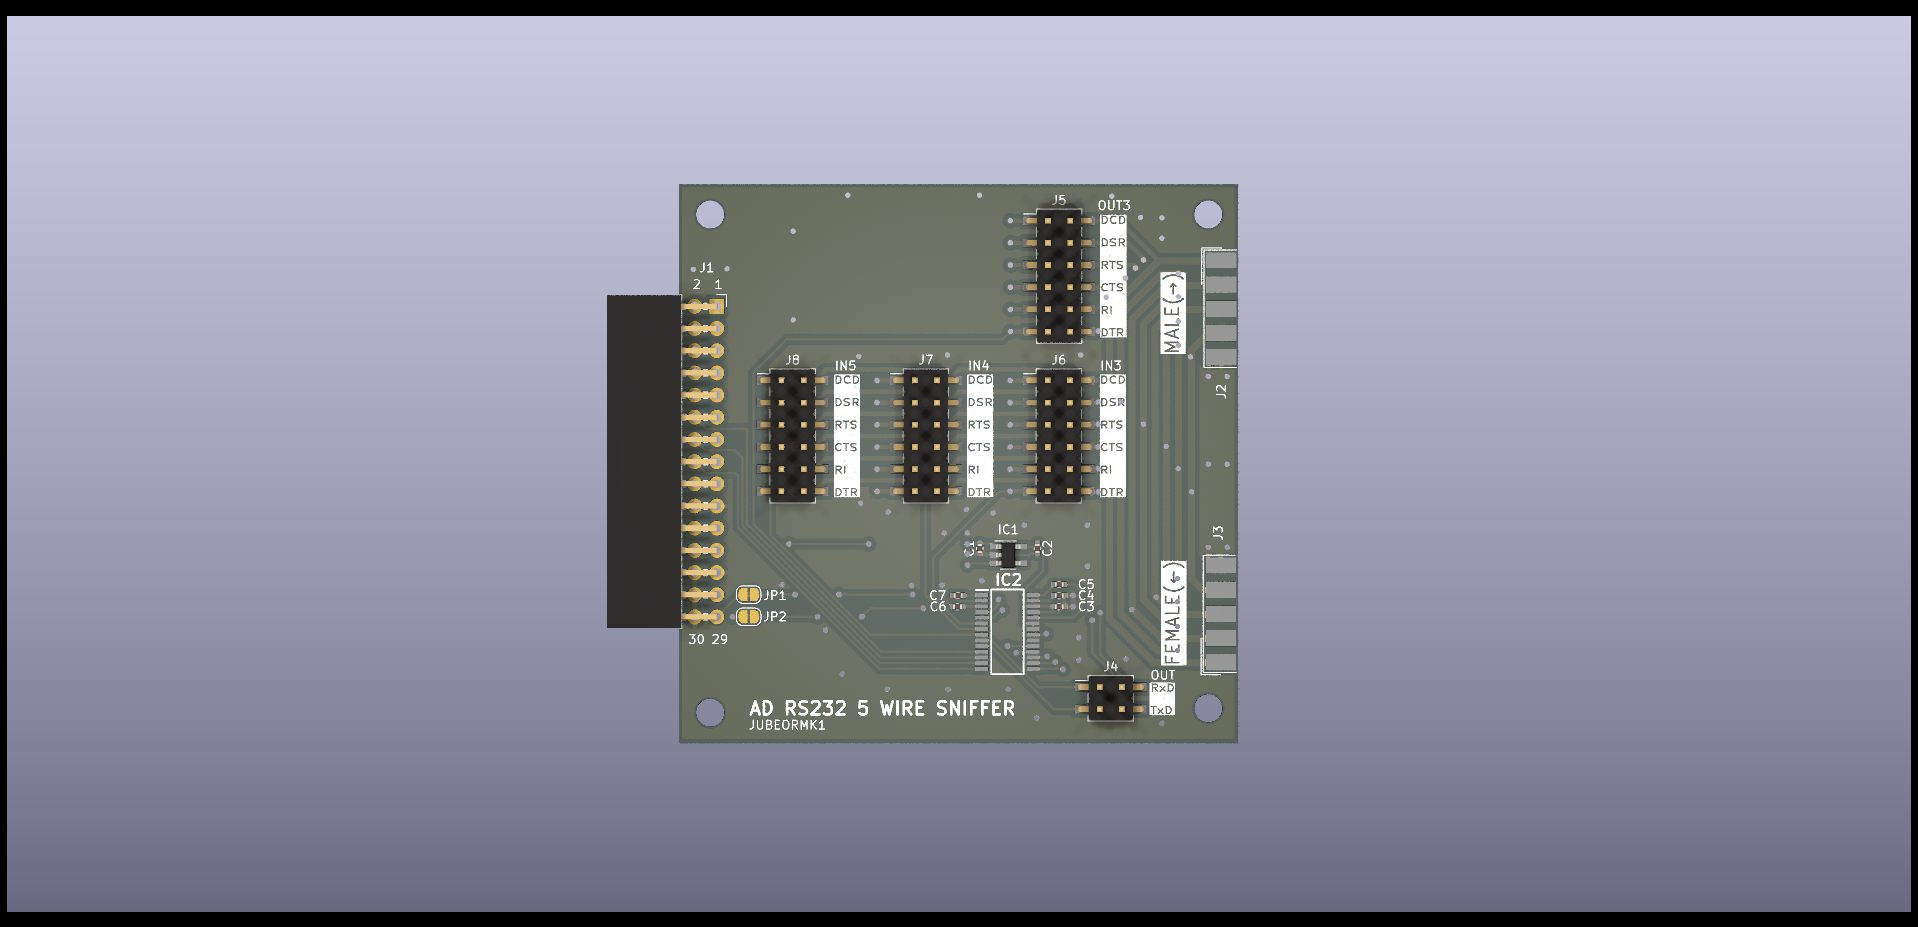 J5
OUT3
DCD
DSR
RTS
CTS
RI
DTR
J1
2 1
MALE(→)
J2
J8
IN5
DCD
DSR
RTS
CTS
RI
DTR
J7
IN4
DCD
DSR
RTS
CTS
RI
DTR
J6
IN3
DCD
DSR
RTS
CTS
RI
DTR
IC1
C1
C2
IC2
J3
FEMALE(←)
JP1
JP2
C7
C6
C5
C4
C3
30 29
J4
OUT
RxD
TxD
AD RS232 5 WIRE SNIFFER
JUBEORMK1